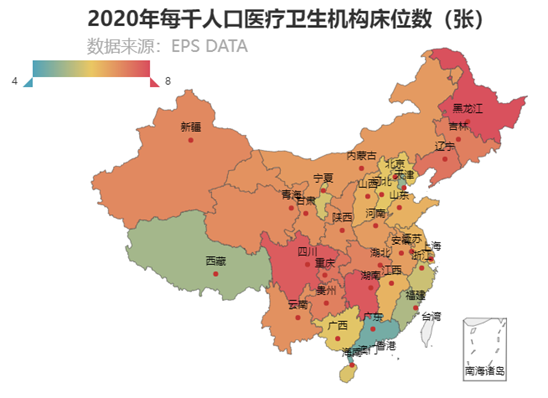 2020年每千人口医疗卫生机构床位数（张）
数据来源：EPS DATA
4
8
黑龙江
吉林
新疆
辽宁
内蒙古
北京
天津
宁夏
河北
山西
青海
甘肃
山东
陕西
河南
江苏
安徽
上海
四川
湖北
浙江
西藏
重庆
湖南
江西
贵州
福建
云南
广东
台湾
广西
香港
澳门
海南
南海诸岛